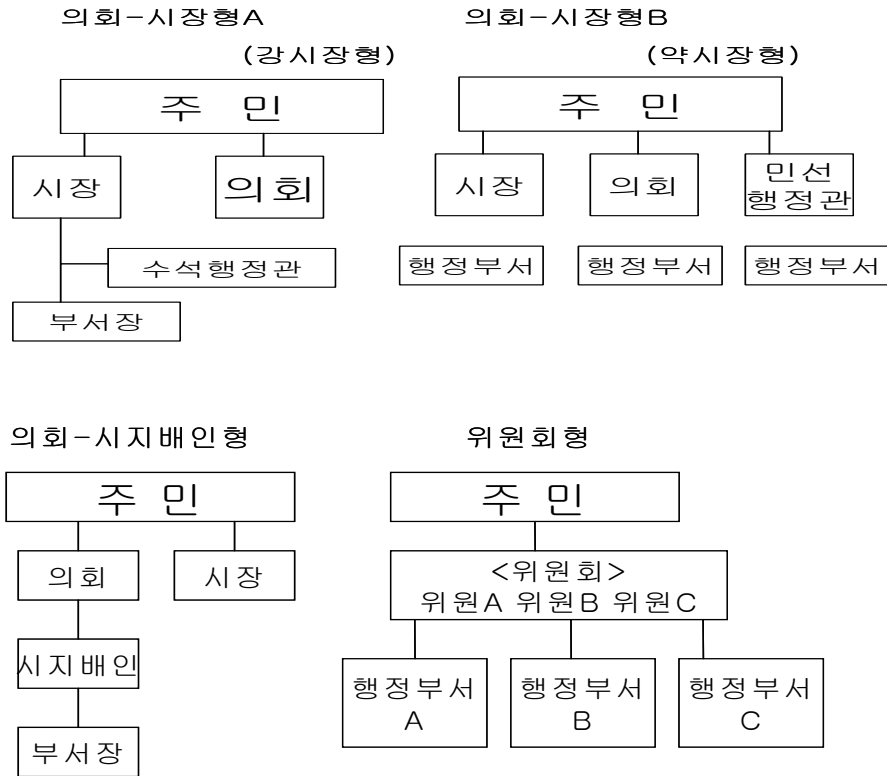 의회-시장형A
(강시장형)
주 민
시장
의회
수석행정관
부서장
의회-시장형B
(약시장형)
주 민
시장
의회
민선
행정관
행정부서
행정부서
행정부서
의회-시지배인형
주 민
의회
시장
시지배인
부서장
위원회형
주 민
<위원회>
위원A 위원B 위원C
행정부서
A
행정부서
B
행정부서
C